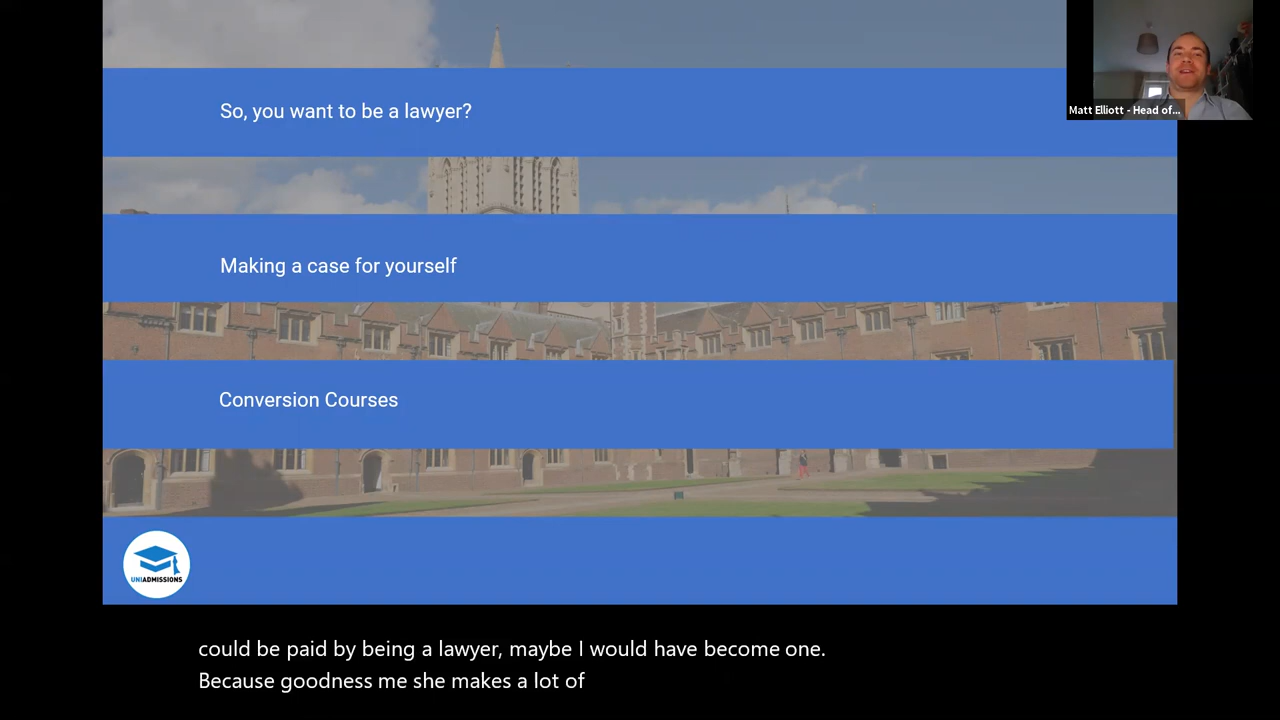 So, you want to be a lawyer?
Matt Elliott - Head of...
Making a case for yourself
Conversion Courses
UNIADMISSIONS
could be paid by being a lawyer, maybe I would have become one.
Because goodness me she makes a lot of